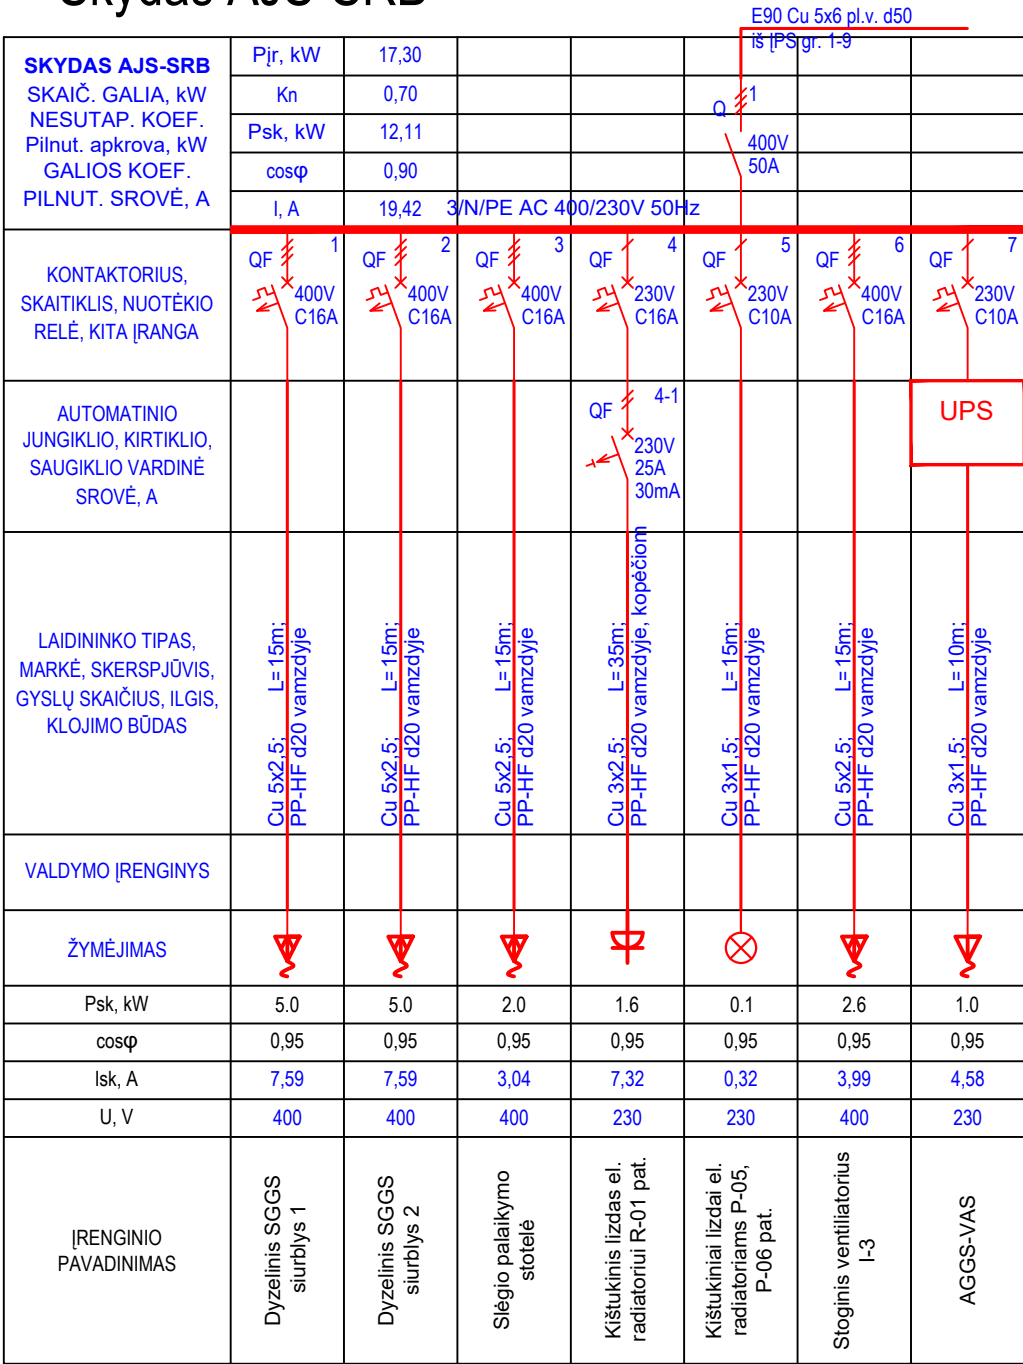 Skydas AJS-SRB
E90 Cu 5x6 pl.v. d50
iš ĮPS gr. 1-9
SKYDAS AJS-SRB
SKAIČ. GALIA, kW
NESUTAP. KOEF.
Pilnut. apkrova, kW
GALIOS KOEF.
PILNUT. SROVĖ, A
Pįr, kW 17,30
Kn 0,70
Psk, kW 12,11
cosφ 0,90
I, A 19,42
Q 1
400V
50A
3/N/PE AC 400/230V 50Hz
KONTAKTORIUS,
SKAITIKLIS, NUOTĖKIO
RELĖ, KITA ĮRANGA
QF 1
400V
C16A
QF 2
400V
C16A
QF 3
400V
C16A
QF 4
230V
C16A
QF 5
230V
C10A
QF 6
400V
C16A
QF 7
230V
C10A
AUTOMATINIO
JUNGIKLIO, KIRTIKLIO,
SAUGIKLIO VARDINĖ
SROVĖ, A
QF 4-1
230V
25A
30mA
UPS
LAIDININKO TIPAS,
MARKĖ, SKERSPJŪVIS,
GYSLŲ SKAIČIUS, ILGIS,
KLOJIMO BŪDAS
Cu 5x2,5; L=15m;
PP-HF d20 vamzdyje
Cu 5x2,5; L=15m;
PP-HF d20 vamzdyje
Cu 5x2,5; L=15m;
PP-HF d20 vamzdyje
Cu 3x2,5; L=35m;
PP-HF d20 vamzdyje, kopėčiom
Cu 3x1,5; L=15m;
PP-HF d20 vamzdyje
Cu 5x2,5; L=15m;
PP-HF d20 vamzdyje
Cu 3x1,5; L=10m;
PP-HF d20 vamzdyje
VALDYMO ĮRENGINYS
ŽYMĖJIMAS
Psk, kW 5.0 5.0 2.0 1.6 0.1 2.6 1.0
cosφ 0,95 0,95 0,95 0,95 0,95 0,95 0,95
Isk, A 7,59 7,59 3,04 7,32 0,32 3,99 4,58
U, V 400 400 400 230 230 400 230
ĮRENGINIO
PAVADINIMAS
Dyzelinis SGGS
siurblys 1
Dyzelinis SGGS
siurblys 2
Slėgio palaikymo
stotelė
Kištukinis lizdas el.
radiatoriui R-01 pat.
Kištukiniai lizdai el.
radiatoriams P-05,
P-06 pat.
Stoginis ventiliatorius
I-3
AGGS-VAS